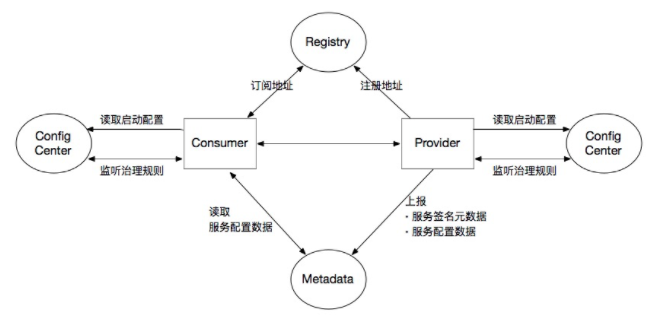 Registry
订阅地址
注册地址
读取启动配置
读取启动配置
Config
Center
Consumer
Provider
Config
Center
监听治理规则
监听治理规则
读取
服务配置数据
上报
・服务签名元数据
・服务配置数据
Metadata